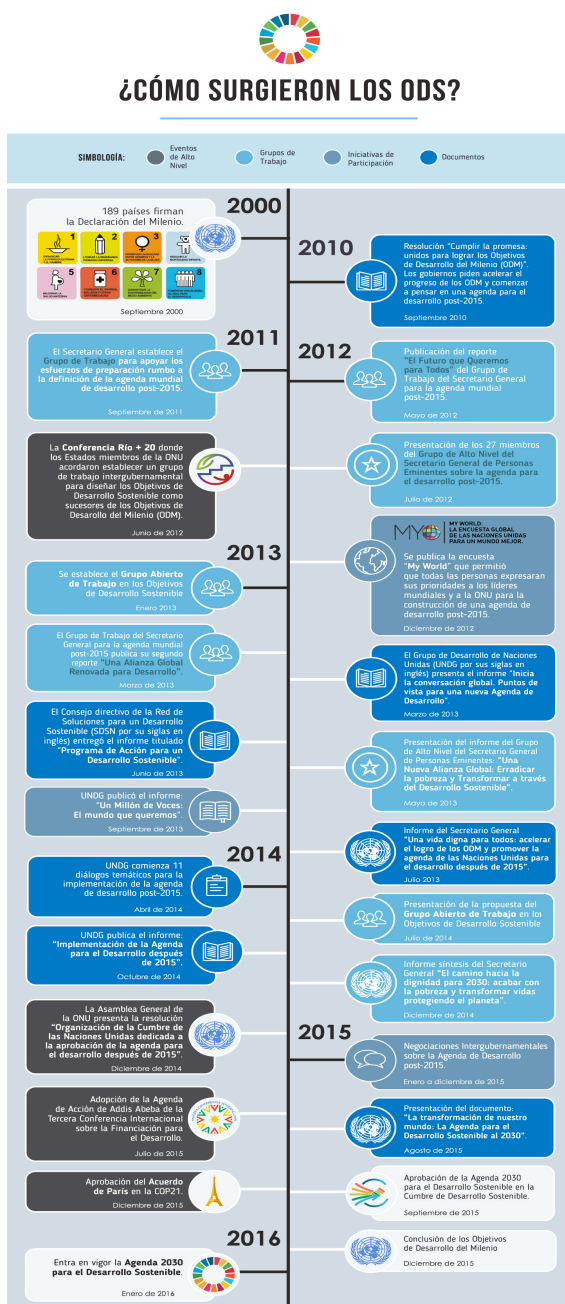 ¿CÓMO SURGIERON LOS ODS?
SIMBOLOGÍA:
Eventos
de Alto
Nivel
Grupos de
Trabajo
Iniciativas de
Participación
Documentos
2000
189 países firman
la Declaración del Milenio.
1
2
3
5
6
7
8
Septiembre 2000
2010
Resolución "Cumplir la promesa:
unidos para lograr los Objetivos
de Desarrollo del Milenio (ODM)".
Los gobiernos piden acelerar el
progreso de los ODM y comenzar
a pensar en una agenda para el
desarrollo post-2015.
Septiembre 2010
2011
El Secretario General establece el
Grupo de Trabajo para apoyar los
esfuerzos de preparación rumbo a
la definición de la agenda mundial
de desarrollo post-2015.
Septiembre de 2011
2012
Publicación del reporte
"El Futuro que Queremos
para Todos" del Grupo de
Trabajo del Secretario General
para la agenda mundial
post-2015.
Mayo de 2012
La Conferencia Río + 20 donde
los Estados miembros de la ONU
acordaron establecer un grupo
de trabajo intergubernamental
para diseñar los Objetivos de
Desarrollo Sostenible como
sucesores de los Objetivos de
Desarollo del Milenio (ODM).
Junio de 2012
Presentación de los 27 miembros
del Grupo de Alto Nivel del
Secretario General de Personas
Eminentes sobre la agenda para
el desarrollo post-2015.
Julio de 2012
MY
MY WORLD.
LA ENCUESTA GLOBAL
DE LAS NACIONES UNIDAS
PARA UN MUNDO MEJOR.
Se publica la encuesta
"My World" que permitió
que todas las personas expresaran
sus prioridades a los líderes
mundiales y a la ONU para la
construcción de una agenda de
desarrollo post-2015.
Diciembre de 2012
2013
Se establece el Grupo Abierto
de Trabajo en los Objetivos
de Desarrollo Sostenible
Enero 2013
El Grupo de Trabajo del Secretario
General para la agenda mundial
post-2015 publica su segundo
reporte "Una Alianza Global
Renovada para Desarrollo".
Marzo de 2013
El Grupo de Desarrollo de Naciones
Unidas (UNDG por sus siglas en
inglés) presenta el informe "Inicia
la conversación global. Puntos de
vista para una nueva Agenda de
Desarrollo".
Marzo de 2013
El Consejo directivo de la Red de
Soluciones para un Desarrollo
Sostenible (SDSN por su siglas en
inglés) entregó el informe titulado
"Programa de Acción para un
Desarrollo Sostenible".
Junio de 2013
Presentación del informe del Grupo
de Alto Nivel del Secretario General
de Personas Eminentes: "Una
Nueva Alianza Global: Erradicar
la pobreza y Transformar a través
del Desarrollo Sostenible".
Mayo de 2013
UNDG publicó el informe:
"Un Millón de Voces:
El mundo que queremos".
Septiembre de 2013
Informe del Secretario General
"Una vida digna para todos: acelerar
el logro de los ODM y promover la
agenda de las Naciones Unidas para
el desarrollo después de 2015".
Julio 2013
2014
UNDG comienza 11
diálogos temáticos para la
implementación de la agenda
de desarrollo post-2015.
Abril de 2014
Presentación de la propuesta del
Grupo Abierto de Trabajo en los
Objetivos de Desarrollo Sostenible
Julio de 2014
UNDG publica el informe:
"Implementación de la Agenda
para el Desarrollo después
de 2015".
Octubre de 2014
Informe síntesis del Secretario
General "El camino hacia la
dignidad para 2030: acabar con
la pobreza y transformar vidas
protegiendo el planeta".
Diciembre de 2014
La Asamblea General de
la ONU presenta la resolución
"Organización de la Cumbre de
las Naciones Unidas dedicada a
la aprobación de la agenda para
el desarrollo después de 2015".
Diciembre de 2014
2015
Negociaciones Intergubernamentales
sobre la Agenda de Desarrollo
post-2015.
Enero a diciembre de 2015
Adopción de la Agenda
de Acción de Addis Abeba de la
Tercera Conferencia Internacional
sobre la Financiación para
el Desarrollo.
Julio de 2015
Presentación del documento:
"La transformación de nuestro
mundo: La Agenda para el
Desarrollo Sostenible al 2030".
Agosto de 2015
Aprobación del Acuerdo
de París en la COP21.
Diciembre de 2015
Aprobación de la Agenda 2030
para el Desarrollo Sostenible en la
Cumbre de Desarrollo Sostenible.
Septiembre de 2015
2016
Conclusión de los Objetivos
de Desarrollo del Milenio
Diciembre de 2015
Entra en vigor la Agenda 2030
para el Desarrollo Sostenible.
Enero de 2016